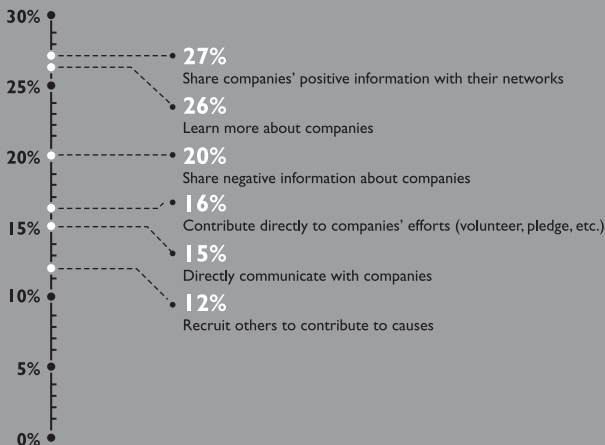 30%
27%
Share companies’ positive information with their networks
25%
26%
Learn more about companies
20%
20%
Share negative information about companies
16%
Contribute directly to companies’ efforts (volunteer, pledge, etc.)
15%
15%
Directly communicate with companies
10%
12%
Recruit others to contribute to causes
5%
0%